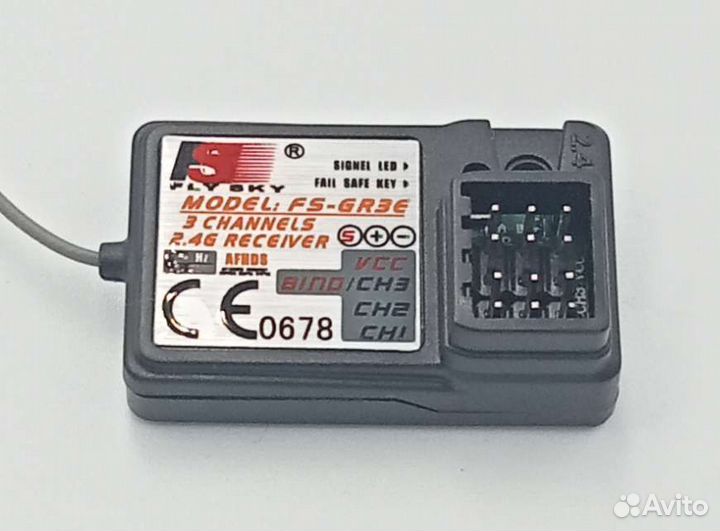 FS ®
FLY SKY
SIGNEL LED ▶
FAIL SAFE KEY ▶
MODEL: FS-GR3E
3 CHANNELS
2.4G RECEIVER
S + -
AFHDS
VCC
BIND/CH3
CH2
CH1
CE 0678
2.4
Avito